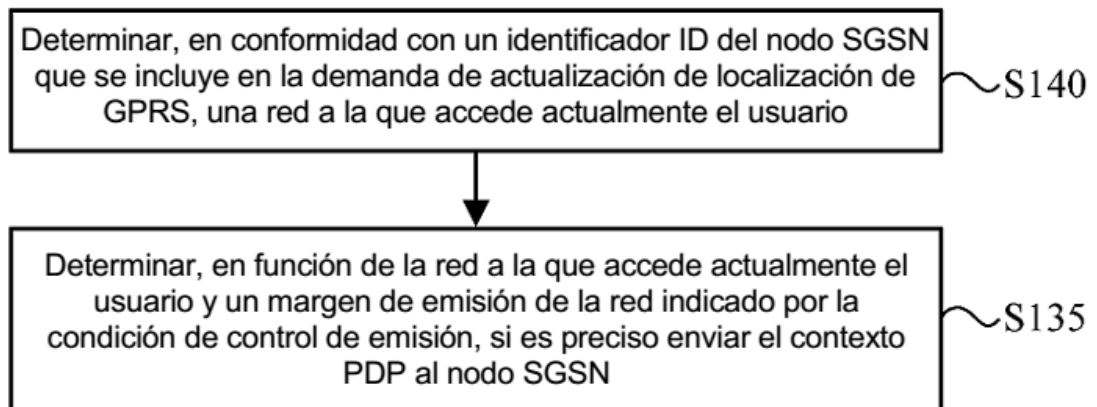 Determinar, en conformidad con un identificador ID del nodo SGSN
que se incluye en la demanda de actualización de localización de
GPRS, una red a la que accede actualmente el usuario
S140
Determinar, en función de la red a la que accede actualmente el
usuario y un margen de emisión de la red indicado por la
condición de control de emisión, si es preciso enviar el contexto
PDP al nodo SGSN
S135